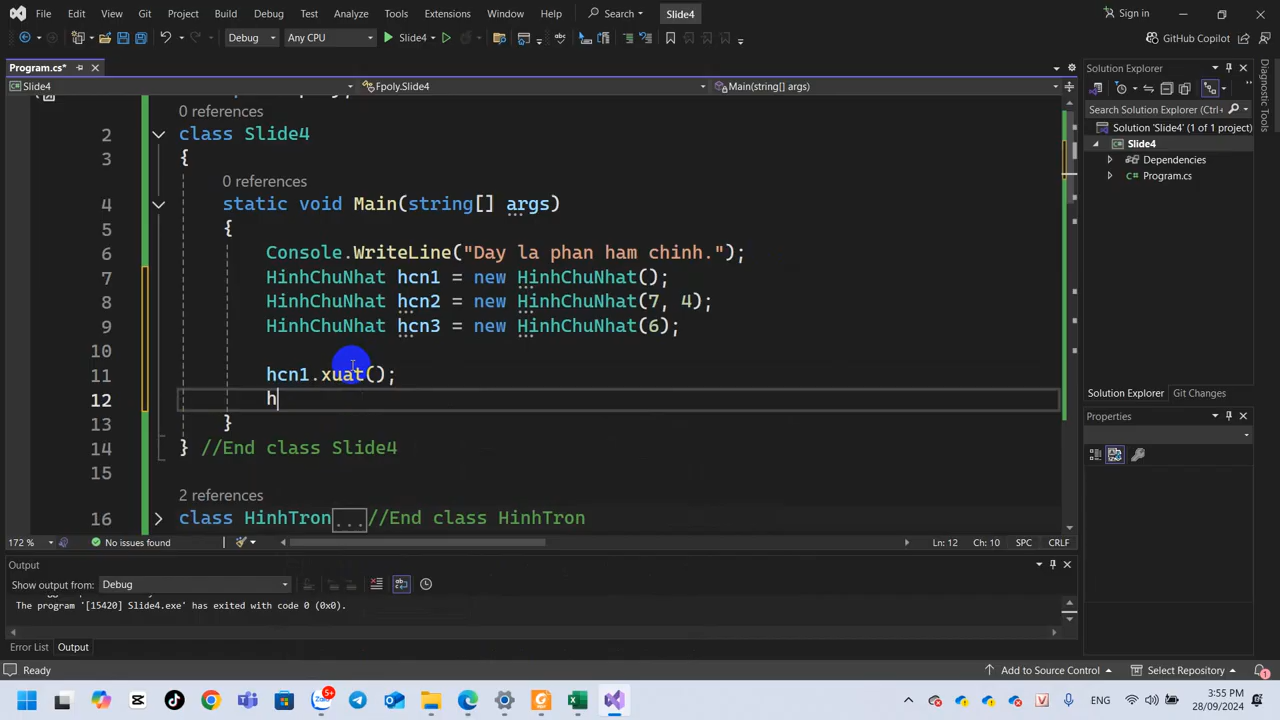 File Edit View Git Project Build Debug Test Analyze Tools Extensions Window Help Search Slide4 Sign in
Debug Any CPU Slide4 GitHub Copilot
Program.cs*
Slide4 Fpoly.Slide4 Main(string[] args)
0 references
2 class Slide4
3 {
0 references
4 static void Main(string[] args)
5 {
6 Console.WriteLine("Day la phan ham chinh.");
7 HinhChuNhat hcn1 = new HinhChuNhat();
8 HinhChuNhat hcn2 = new HinhChuNhat(7, 4);
9 HinhChuNhat hcn3 = new HinhChuNhat(6);
10
11 hcn1.xuat();
12 h
13 }
14 } //End class Slide4
15
2 references
16 class HinhTron...//End class HinhTron
172 % No issues found Ln: 12 Ch: 10 SPC CRLF
Output
Show output from: Debug
The program '[15420] Slide4.exe' has exited with code 0 (0x0).
Error List Output
Solution Explorer
Search Solution Explorer (Ctrl+
Solution 'Slide4' (1 of 1 project)
Slide4
Dependencies
Program.cs
Solution Explorer Git Changes
Properties
Diagnostic Tools
Ready Add to Source Control Select Repository 1
Zalo 5+ ENG 3:55 PM
28/09/2024